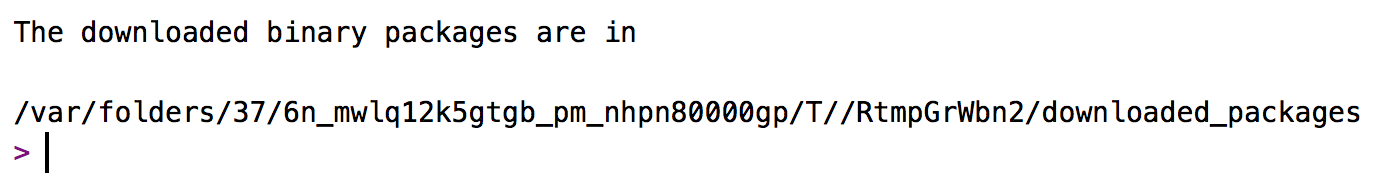 The downloaded binary packages are in
/var/folders/37/6n_mwlq12k5gtgb_pm_nhpn80000gp/T//RtmpGrWbn2/downloaded_packages
>